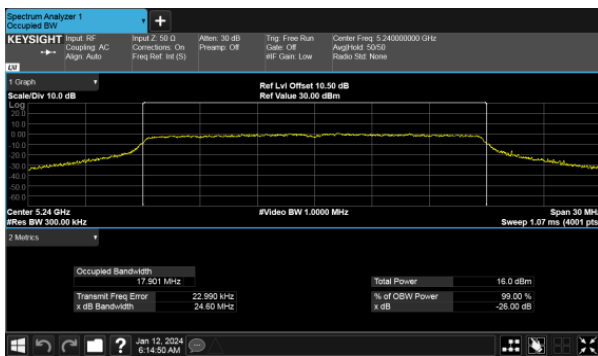 Spectrum Analyzer 1
Occupied BW
+
KEYSIGHT Input: RF Input Z: 50 Ω Atten: 30 dB Trig: Free Run Center Freq: 5.240000000 GHz
Coupling: AC Corrections: On Preamp: Off Gate: Off Avg|Hold: 50/50
Align: Auto Freq Ref: Int (S) #IF Gain: Low Radio Std: None
LXI
1 Graph
Ref Lvl Offset 10.50 dB
Scale/Div 10.0 dB Ref Value 30.00 dBm
Log
20.0
10.0
0.00
-10.0
-20.0
-30.0
-40.0
-50.0
-60.0
Center 5.24 GHz #Video BW 1.0000 MHz Span 30 MHz
#Res BW 300.00 kHz Sweep 1.07 ms (4001 pts
2 Metrics
Occupied Bandwidth
17.901 MHz Total Power 16.0 dBm
Transmit Freq Error 22.990 kHz % of OBW Power 99.00 %
x dB Bandwidth 24.60 MHz x dB -26.00 dB
? Jan 12, 2024
6:14:50 AM